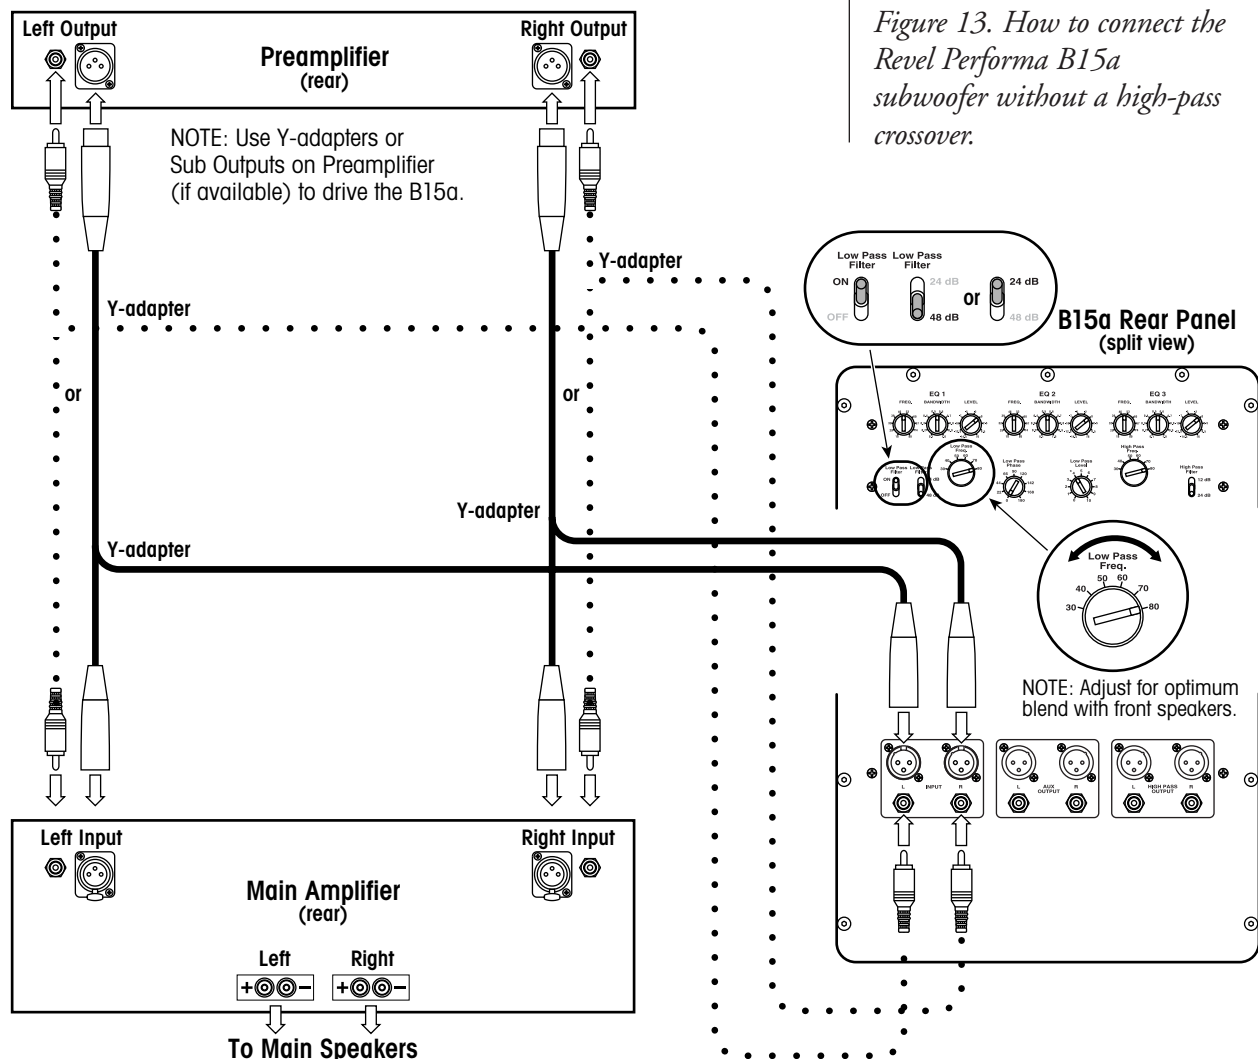 Left Output
Right Output
Preamplifier
(rear)
Figure 13. How to connect the
Revel Performa B15a
subwoofer without a high-pass
crossover.
NOTE: Use Y-adapters or
Sub Outputs on Preamplifier
(if available) to drive the B15a.
Y-adapter
Y-adapter
or
or
Y-adapter
Y-adapter
Low Pass Filter
Low Pass Filter
ON
OFF
24 dB
48 dB
or
24 dB
48 dB
B15a Rear Panel
(split view)
EQ 1
FREQ. BANDWIDTH LEVEL
EQ 2
FREQ. BANDWIDTH LEVEL
EQ 3
FREQ. BANDWIDTH LEVEL
Low Pass Filter
ON
OFF
Low Pass Freq.
Low Pass Phase
Low Pass Level
High Pass Freq.
High Pass Filter
12 dB
24 dB
Low Pass
Freq.
30 40 50 60 70 80
NOTE: Adjust for optimum
blend with front speakers.
L INPUT R
L AUX OUTPUT R
L HIGH PASS OUTPUT R
Left Input
Right Input
Main Amplifier
(rear)
Left
Right
+ −
+ −
To Main Speakers